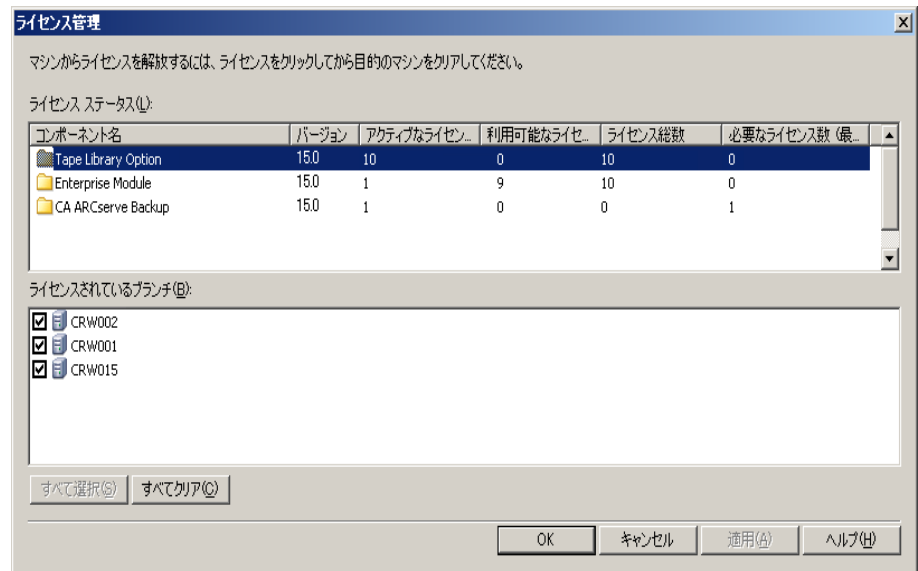 ライセンス管理
マシンからライセンスを解放するには、ライセンスをクリックしてから目的のマシンをクリアしてください。
ライセンス ステータス(L):
コンポーネント名 バージョン アクティブなライセン... 利用可能なライセ... ライセンス総数 必要なライセンス数 (最...
Tape Library Option 15.0 10 0 10 0
Enterprise Module 15.0 1 9 10 0
CA ARCserve Backup 15.0 1 0 0 1
ライセンスされているブランチ(B):
CRW002
CRW001
CRW015
すべて選択(S) すべてクリア(C)
OK キャンセル 適用(A) ヘルプ(H)